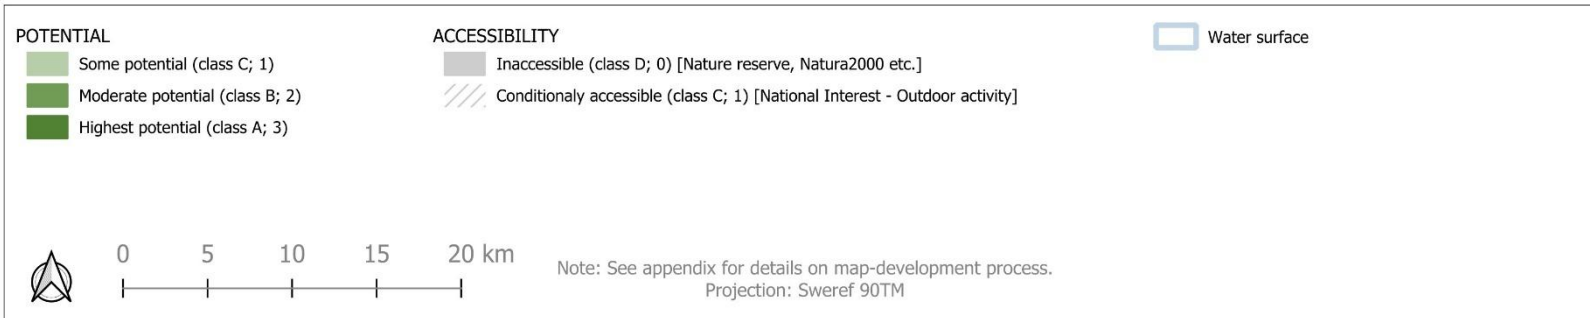 POTENTIAL
Some potential (class C; 1)
Moderate potential (class B; 2)
Highest potential (class A; 3)
ACCESSIBILITY
Inaccessible (class D; 0) [Nature reserve, Natura2000 etc.]
Conditionaly accessible (class C; 1) [National Interest - Outdoor activity]
Water surface
0 5 10 15 20 km
Note: See appendix for details on map-development process.
Projection: Sweref 90TM